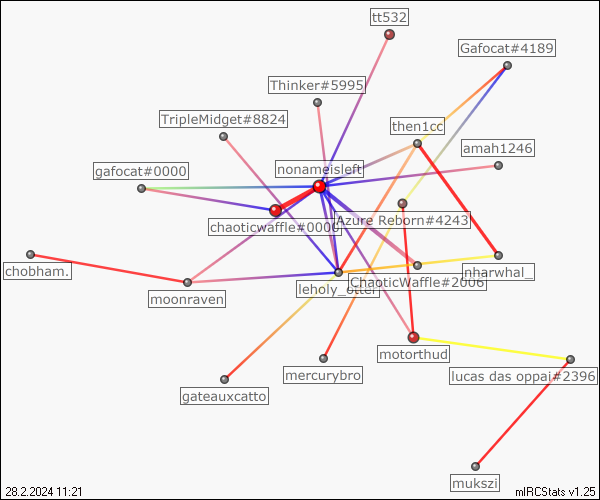 tt532
Gafocat#4189
Thinker#5995
TripleMidget#8824
then1cc
amah1246
gafocat#0000
nonameisleft
chaoticwaffle#0000
Azure Reborn#4243
chobham.
nharwhal_
leholy_otter
ChaoticWaffle#2006
moonraven
motorthud
mercurybro
lucas das oppai#2396
gateauxcatto
mukszi
28.2.2024 11:21
mIRCStats v1.25